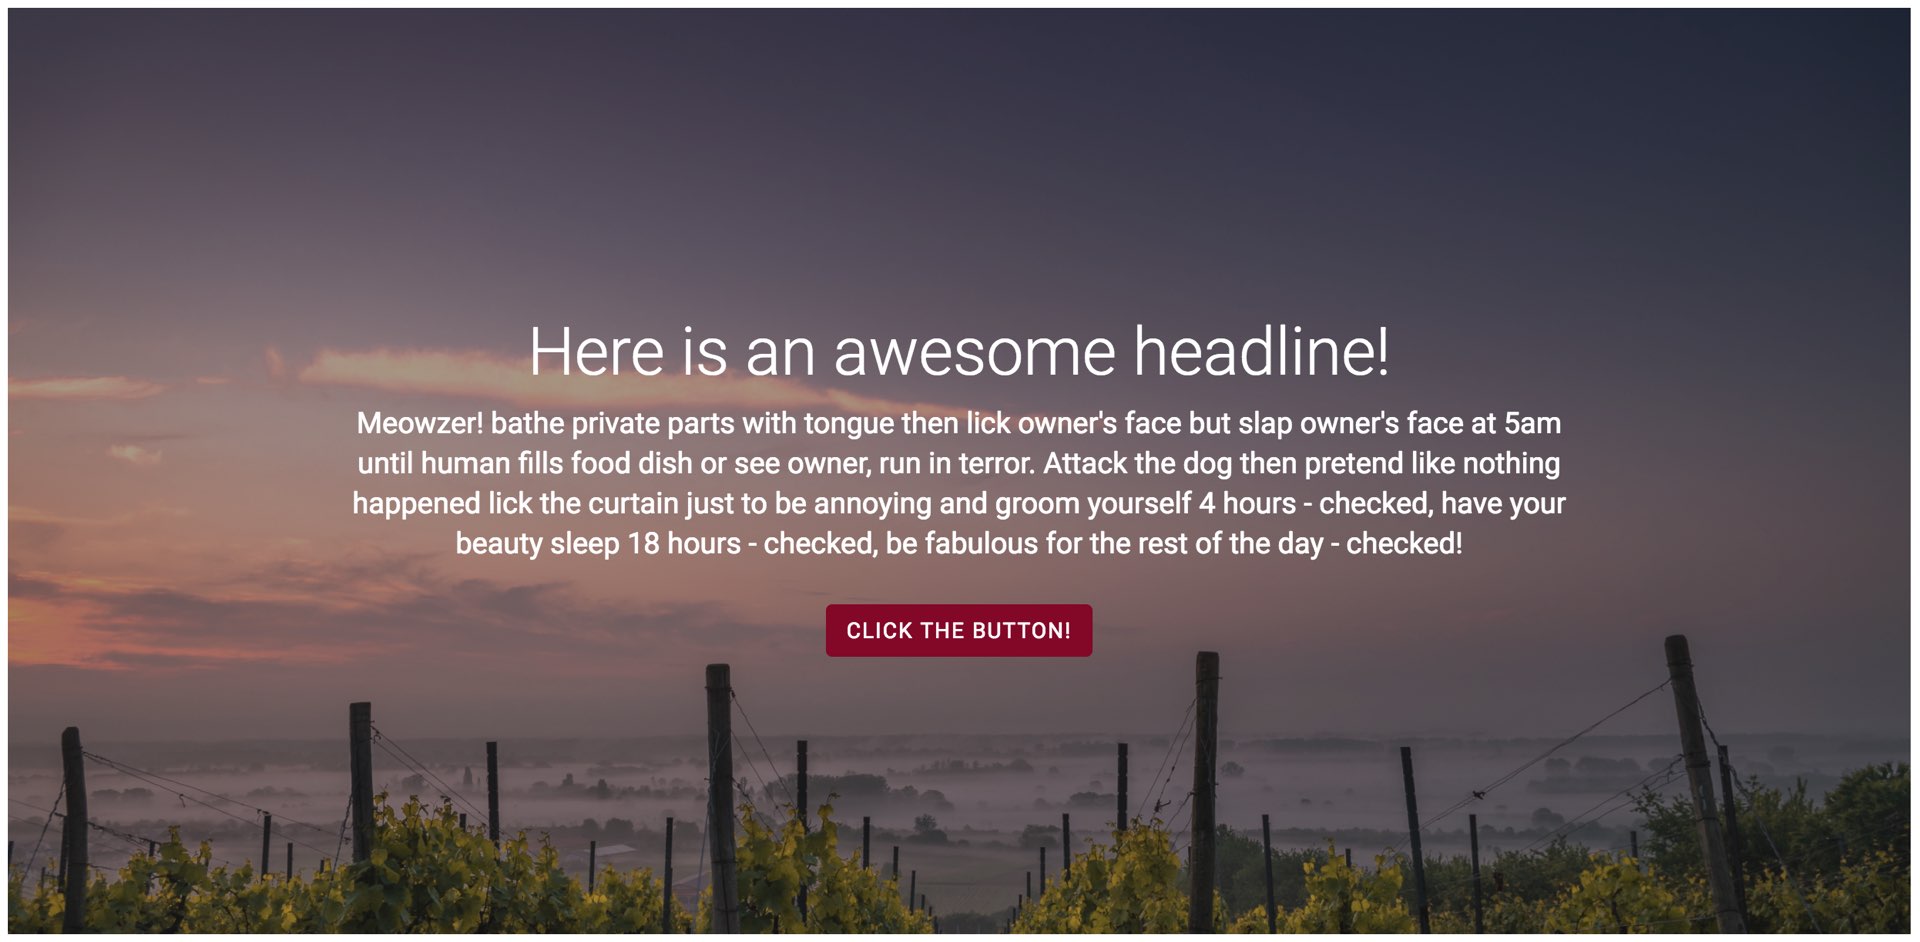 Here is an awesome headline!
Meowzer! bathe private parts with tongue then lick owner's face but slap owner's face at 5am
until human fills food dish or see owner, run in terror. Attack the dog then pretend like nothing
happened lick the curtain just to be annoying and groom yourself 4 hours - checked, have your
beauty sleep 18 hours - checked, be fabulous for the rest of the day - checked!
CLICK THE BUTTON!